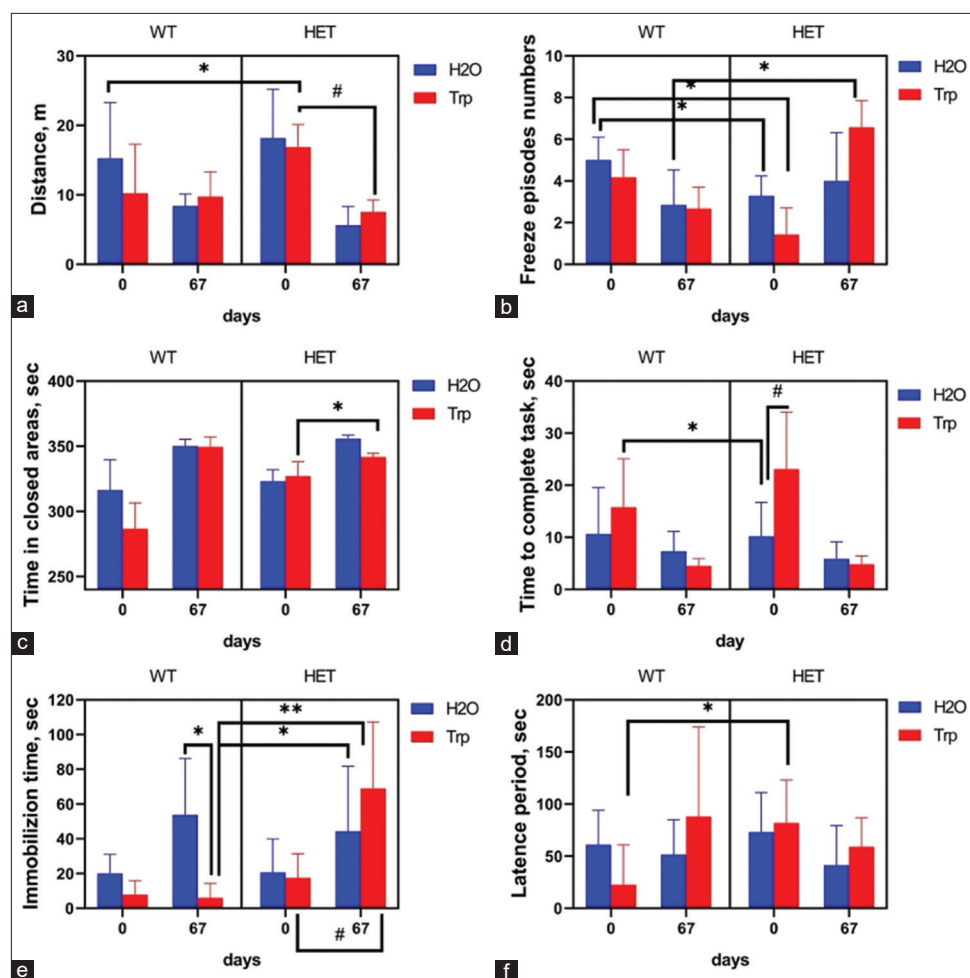 WT HET
30
20
10
0
Distance, m
* #
H2O
Trp
0 67 0 67
days
a
WT HET
10
8
6
4
2
0
Freeze episodes numbers
*
*
*
H2O
Trp
0 67 0 67
days
b
WT HET
400
350
300
250
Time in closed areas, sec
*
H2O
Trp
0 67 0 67
days
c
WT HET
40
30
20
10
0
Time to complete task, sec
* #
H2O
Trp
0 67 0 67
day
d
WT HET
120
100
80
60
40
20
0
Immobilizion time, sec
**
* *
H2O
Trp
0 67 0 67
#
days
e
WT HET
200
150
100
50
0
Latence period, sec
*
H2O
Trp
0 67 0 67
days
f